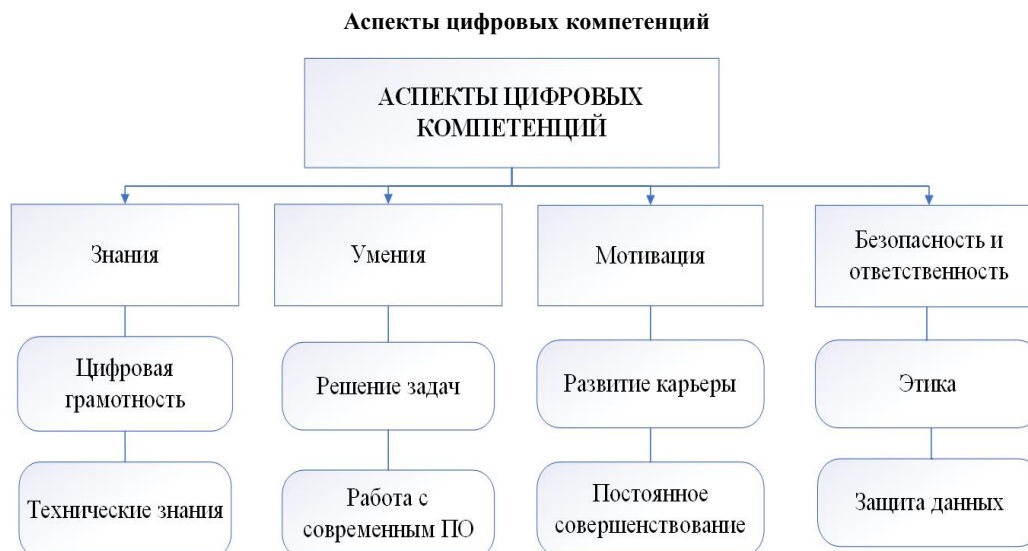 Аспекты цифровых компетенций
АСПЕКТЫ ЦИФРОВЫХ
КОМПЕТЕНЦИЙ
Знания
Умения
Мотивация
Безопасность и
ответственность
Цифровая
грамотность
Решение задач
Развитие карьеры
Этика
Технические знания
Работа с
современным ПО
Постоянное
совершенствование
Защита данных